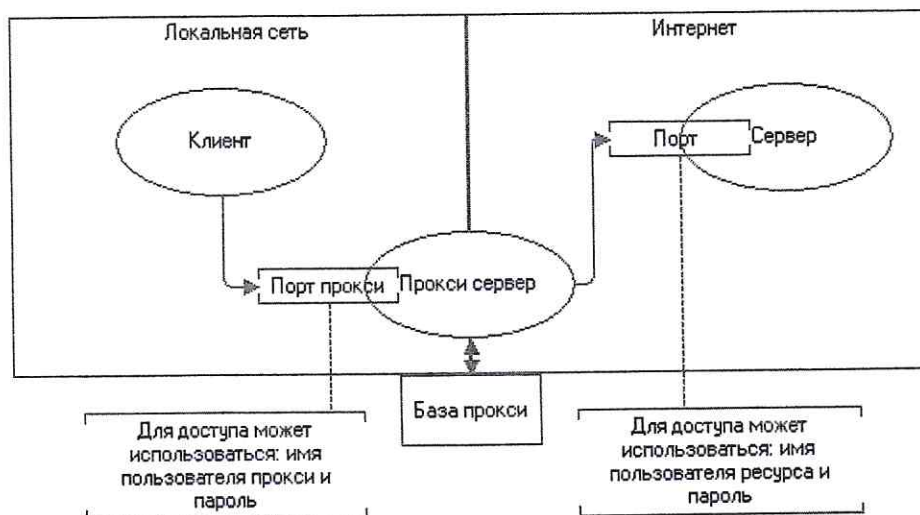 Локальная сеть
Интернет
Клиент
Порт
Сервер
Порт прокси
Прокси сервер
База прокси
Для доступа может
использоваться: имя
пользователя прокси и
пароль
Для доступа может
использоваться: имя
пользователя ресурса и
пароль